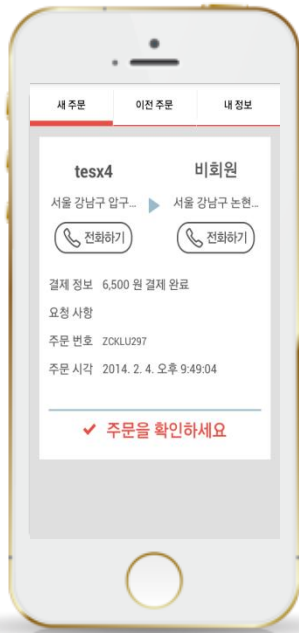 새 주문 이전 주문 내 정보
tesx4 비회원
서울 강남구 압구... 서울 강남구 논현...
전화하기 전화하기
결제 정보 6,500 원 결제 완료
요청 사항
주문 번호 ZCKLU297
주문 시각 2014. 2. 4. 오후 9:49:04
주문을 확인하세요